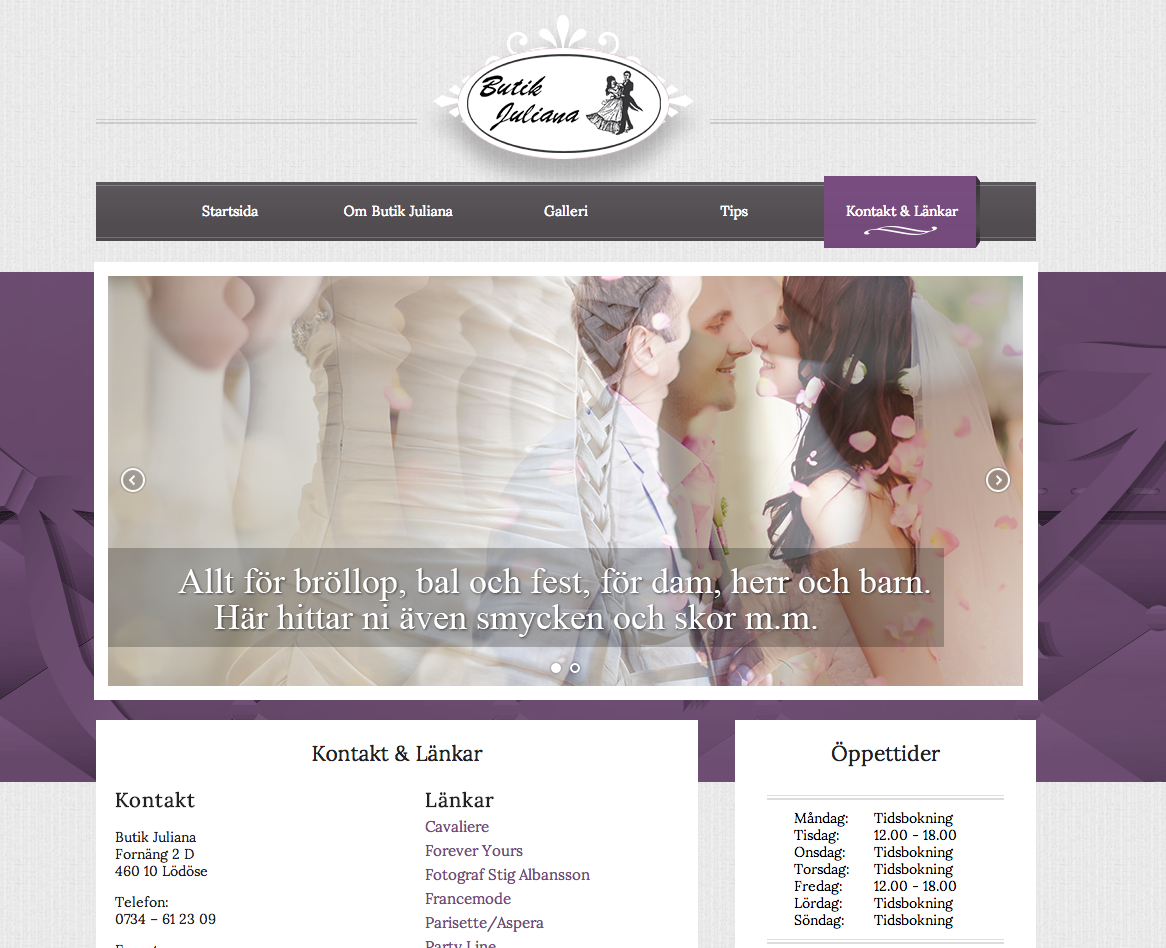 Butik
Juliana
Startsida
Om Butik Juliana
Galleri
Tips
Kontakt & Länkar
Allt för bröllop, bal och fest, för dam, herr och barn.
Här hittar ni även smycken och skor m.m.
Kontakt & Länkar
Kontakt
Butik Juliana
Fornäng 2 D
460 10 Lödöse
Telefon:
0734 – 61 23 09
Länkar
Cavaliere
Forever Yours
Fotograf Stig Albansson
Francemode
Parisette/Aspera
Party Line
Öppettider
Måndag: Tidsbokning
Tisdag: 12.00 - 18.00
Onsdag: Tidsbokning
Torsdag: Tidsbokning
Fredag: 12.00 - 18.00
Lördag: Tidsbokning
Söndag: Tidsbokning